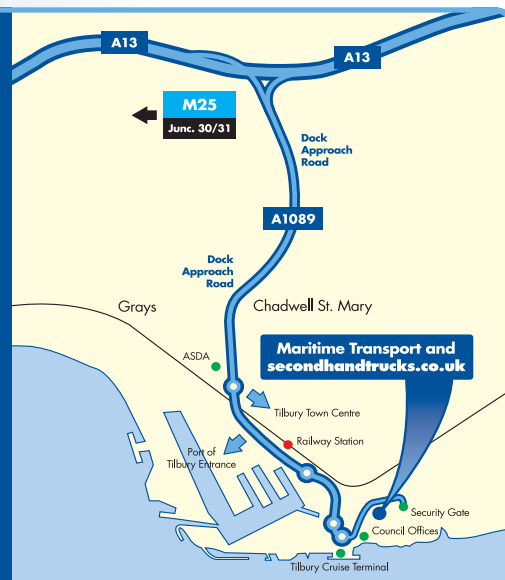 A13
A13
M25
Junc. 30/31
Dock
Approach
Road
A1089
Dock
Approach
Road
Grays
Chadwell St. Mary
Maritime Transport and
secondhandtrucks.co.uk
ASDA
Tilbury Town Centre
Railway Station
Port of
Tilbury Entrance
Security Gate
Council Offices
Tilbury Cruise Terminal